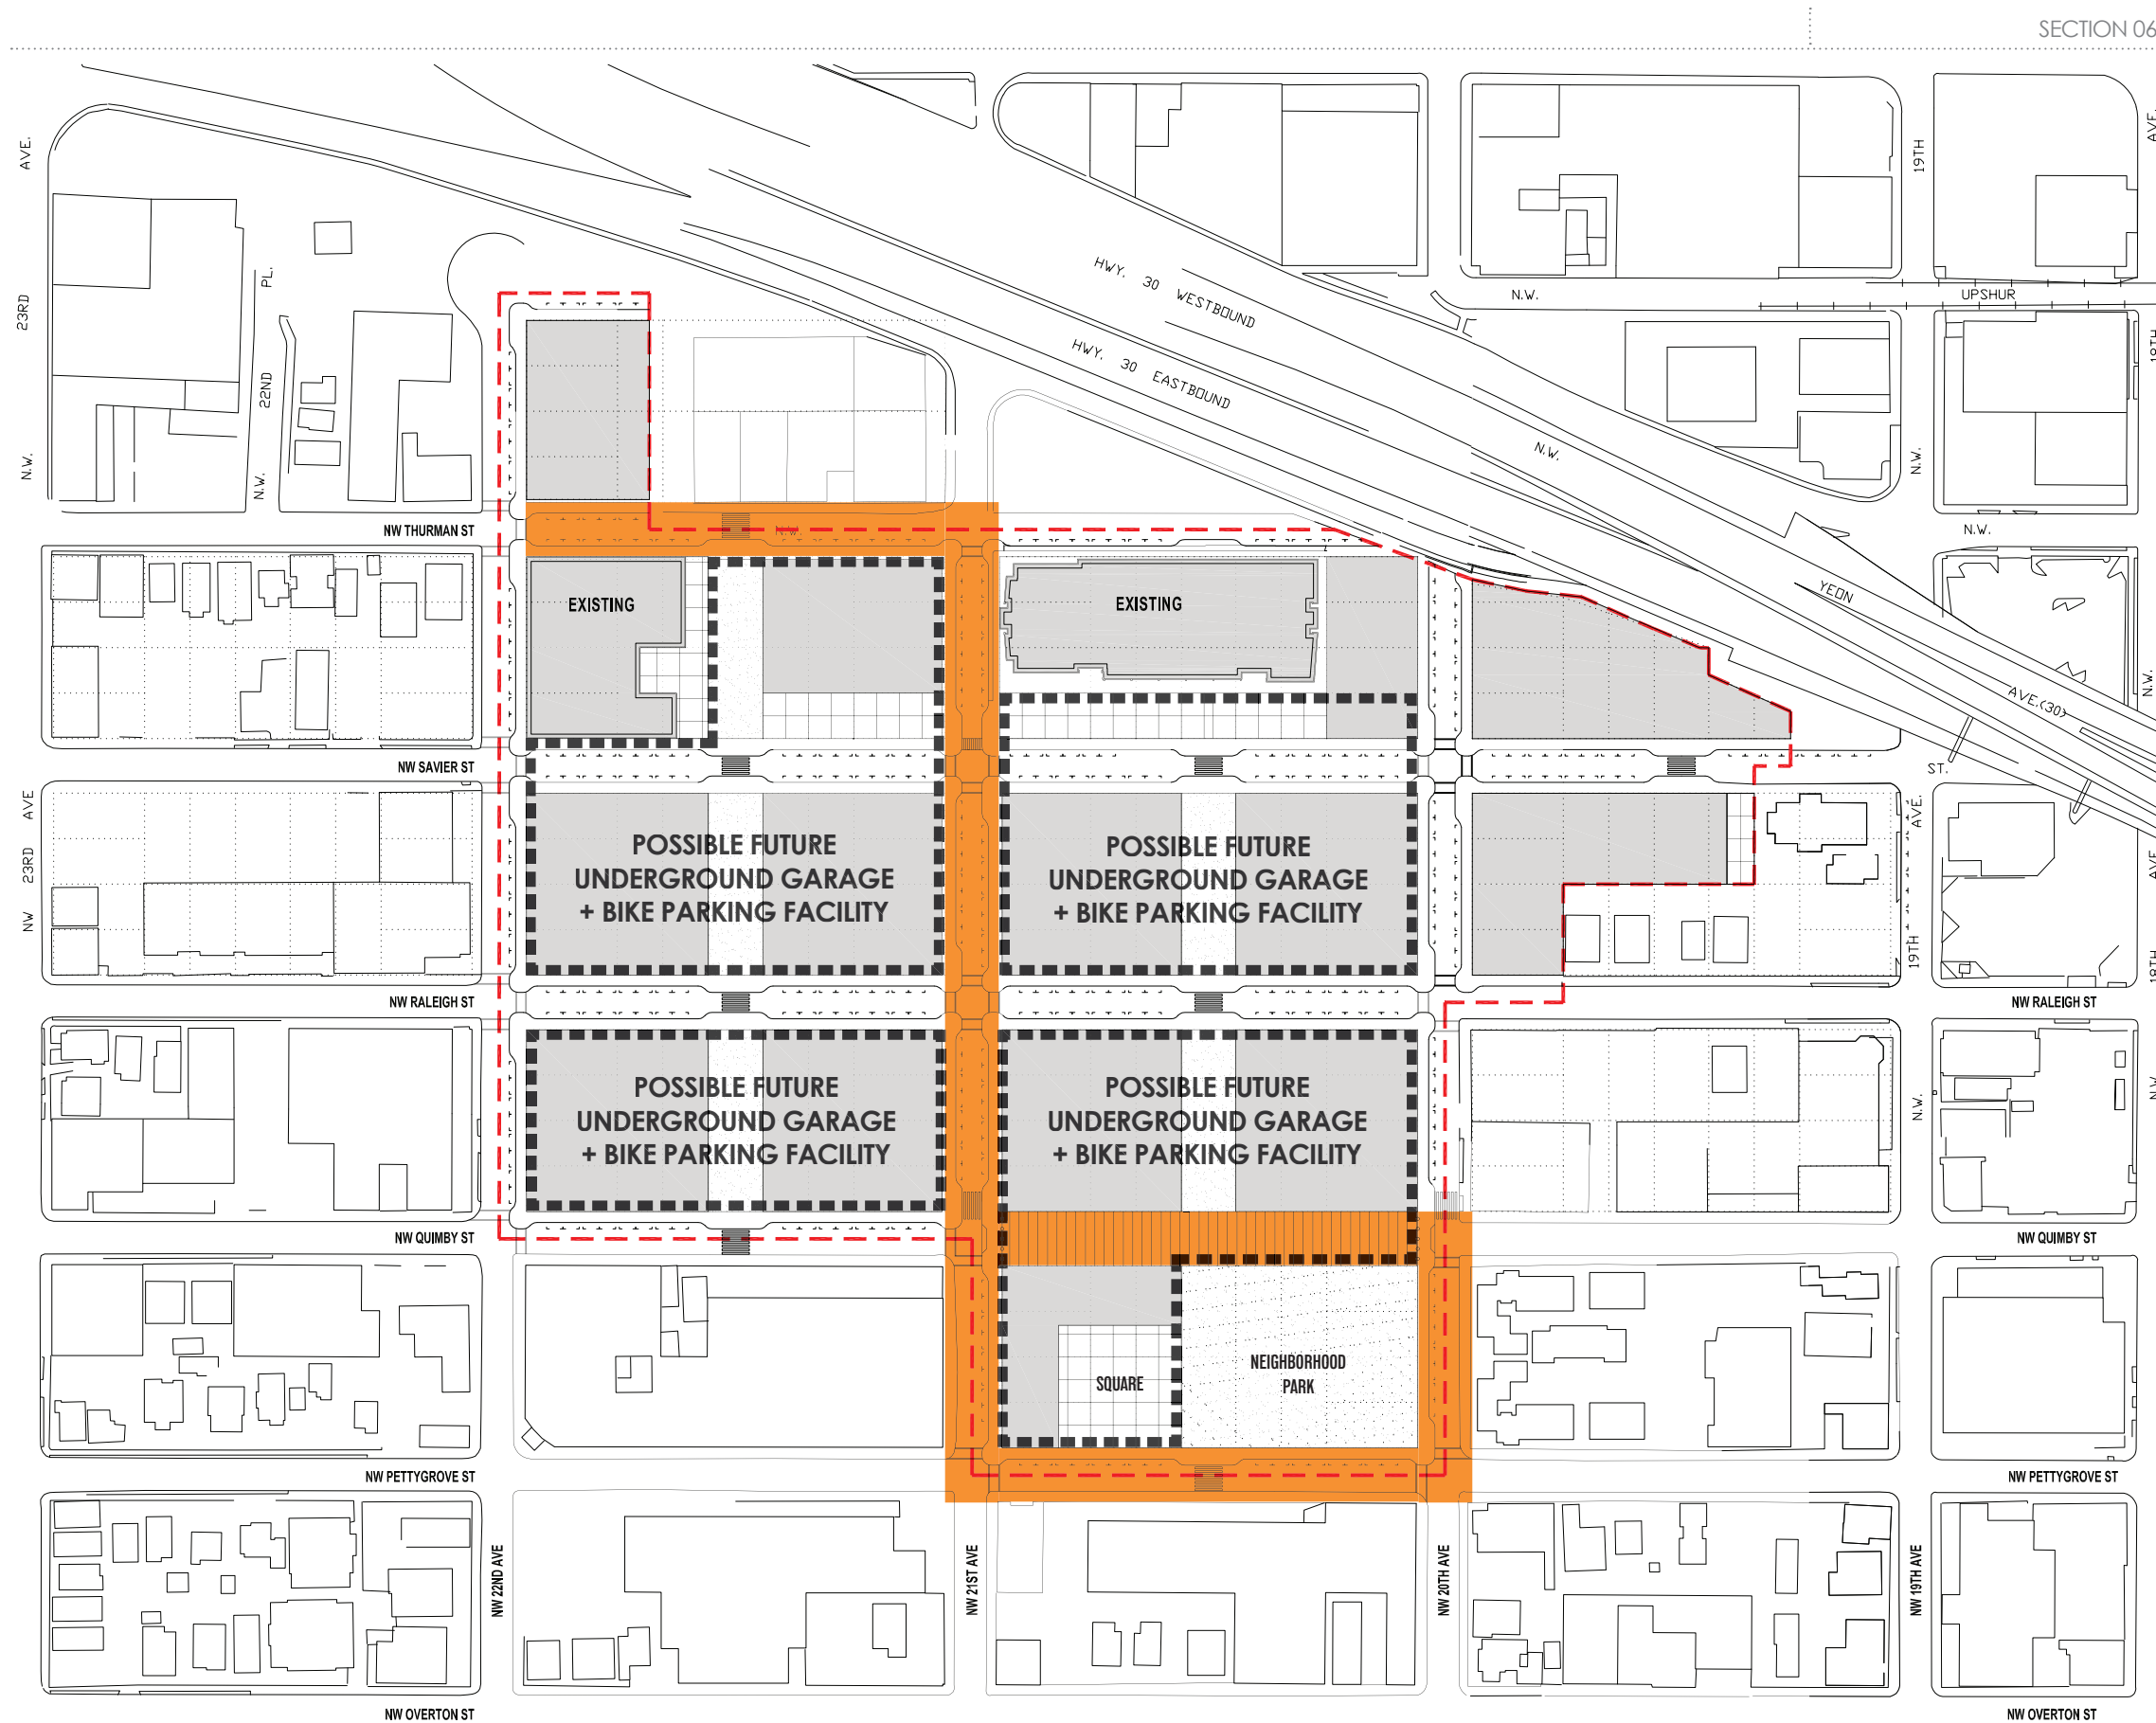 SECTION 06
AVE.
23RD
N.W.
PL.
22ND
N.W.
19TH
AVE.
HWY. 30 WESTBOUND
HWY. 30 EASTBOUND
N.W.
UPSHUR
18TH
N.W.
N.W.
N.W.
NW THURMAN ST
N.W.
EXISTING
EXISTING
YEON
AVE.(30)
N.W.
NW SAVIER ST
ST.
AVE
23RD
NW
POSSIBLE FUTURE
UNDERGROUND GARAGE
+ BIKE PARKING FACILITY
POSSIBLE FUTURE
UNDERGROUND GARAGE
+ BIKE PARKING FACILITY
AVE.
19TH
AVE
18TH
NW RALEIGH ST
NW RALEIGH ST
POSSIBLE FUTURE
UNDERGROUND GARAGE
+ BIKE PARKING FACILITY
POSSIBLE FUTURE
UNDERGROUND GARAGE
+ BIKE PARKING FACILITY
N.W.
N.W.
NW QUIMBY ST
NW QUIMBY ST
SQUARE
NEIGHBORHOOD
PARK
NW PETTYGROVE ST
NW PETTYGROVE ST
NW 22ND AVE
NW 21ST AVE
NW 20TH AVE
NW 19TH AVE
NW OVERTON ST
NW OVERTON ST